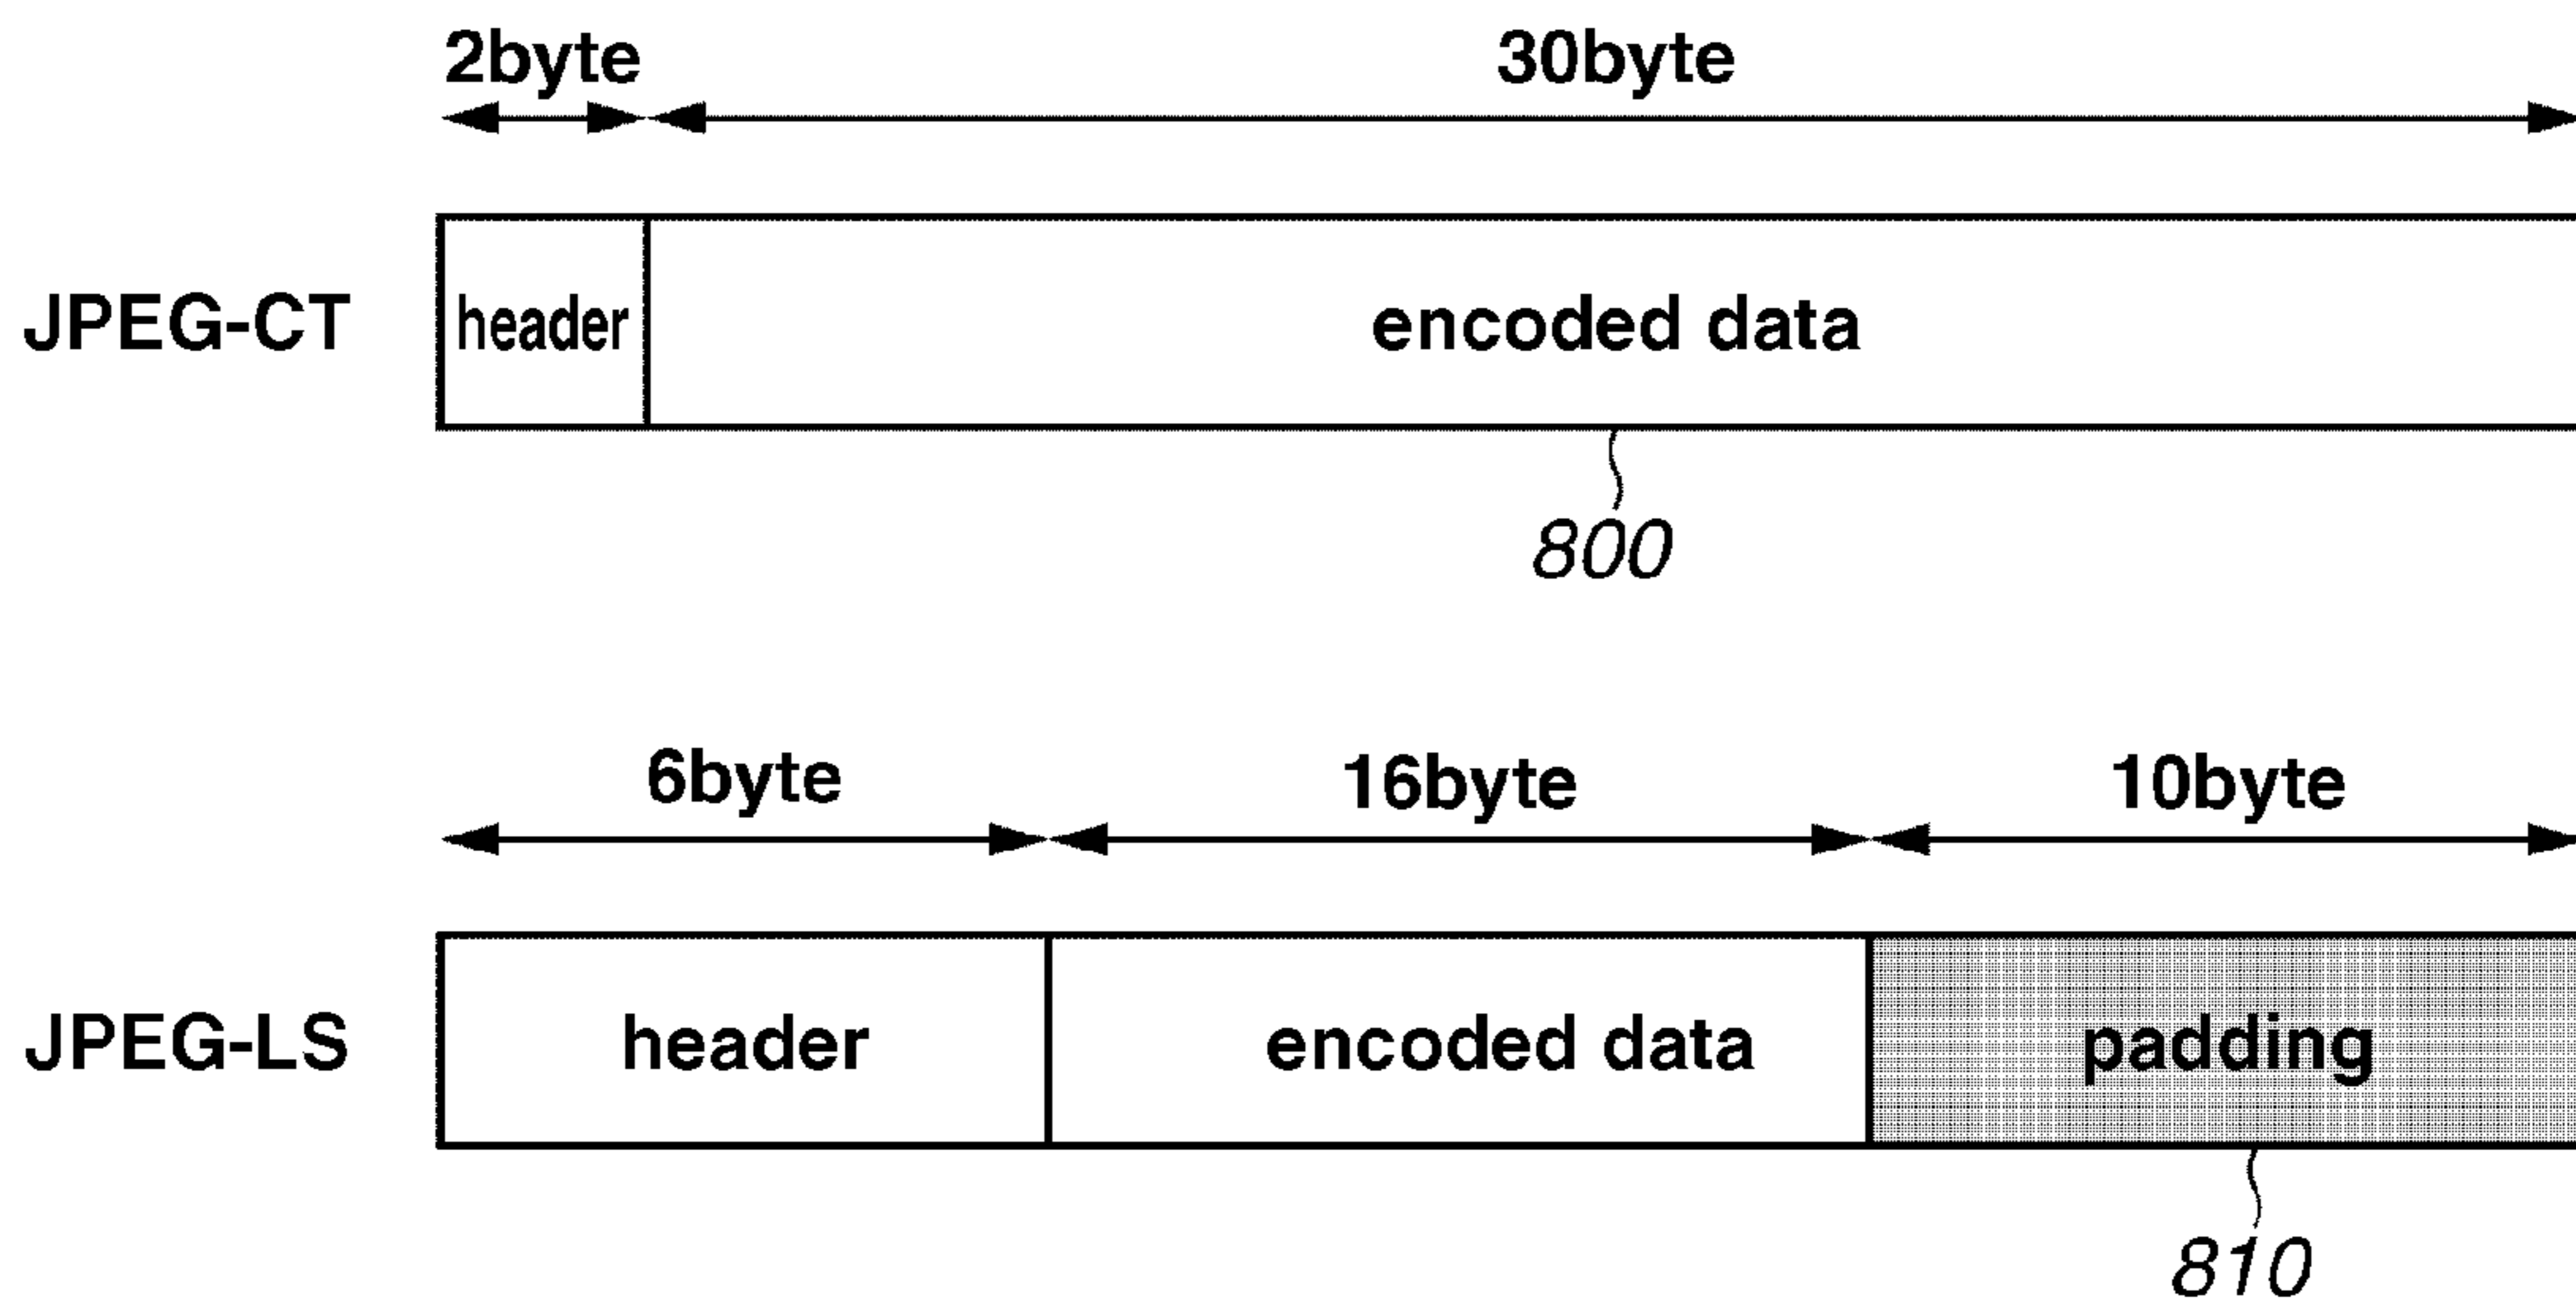 2byte 30byte
JPEG-CT header encoded data
800
6byte 16byte 10byte
JPEG-LS header encoded data padding
810